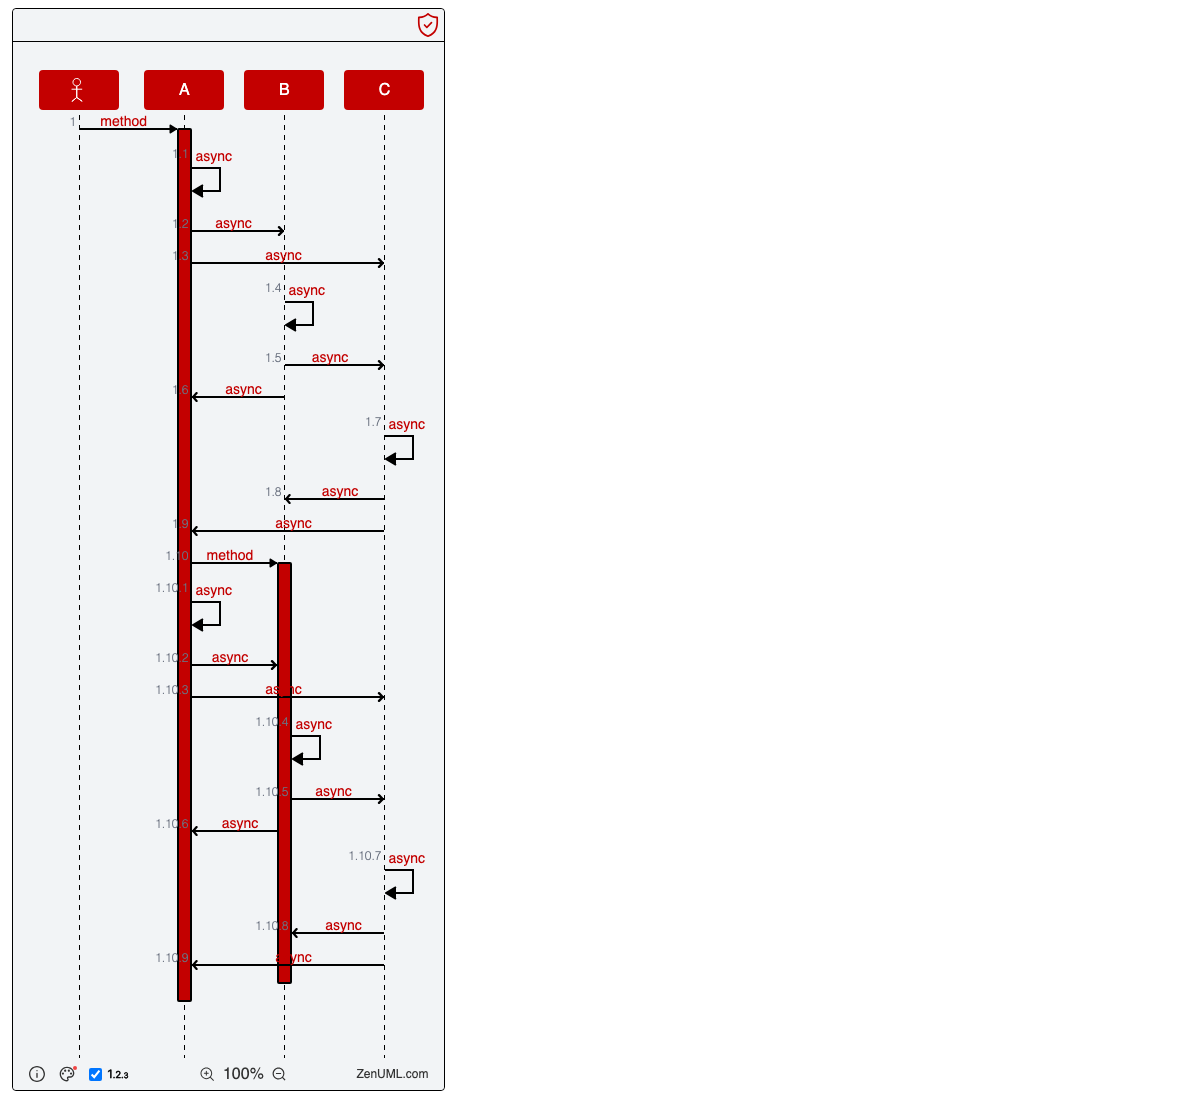 A B C
1 method
1.1 async
1.2 async
1.3 async
1.4 async
1.5 async
1.6 async
1.7 async
1.8 async
1.9 async
1.10 method
1.10.1 async
1.10.2 async
1.10.3 async
1.10.4 async
1.10.5 async
1.10.6 async
1.10.7 async
1.10.8 async
1.10.9 async
1.2.3 100% ZenUML.com